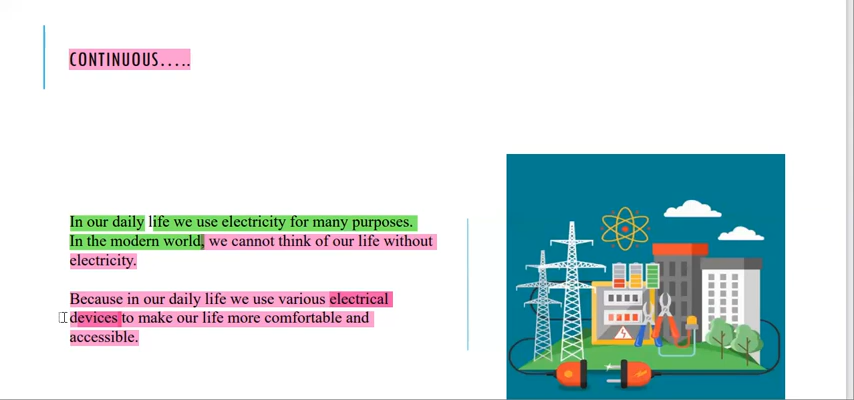 CONTINUOUS.....
In our daily life we use electricity for many purposes.
In the modern world, we cannot think of our life without
electricity.
Because in our daily life we use various electrical
devices to make our life more comfortable and
accessible.